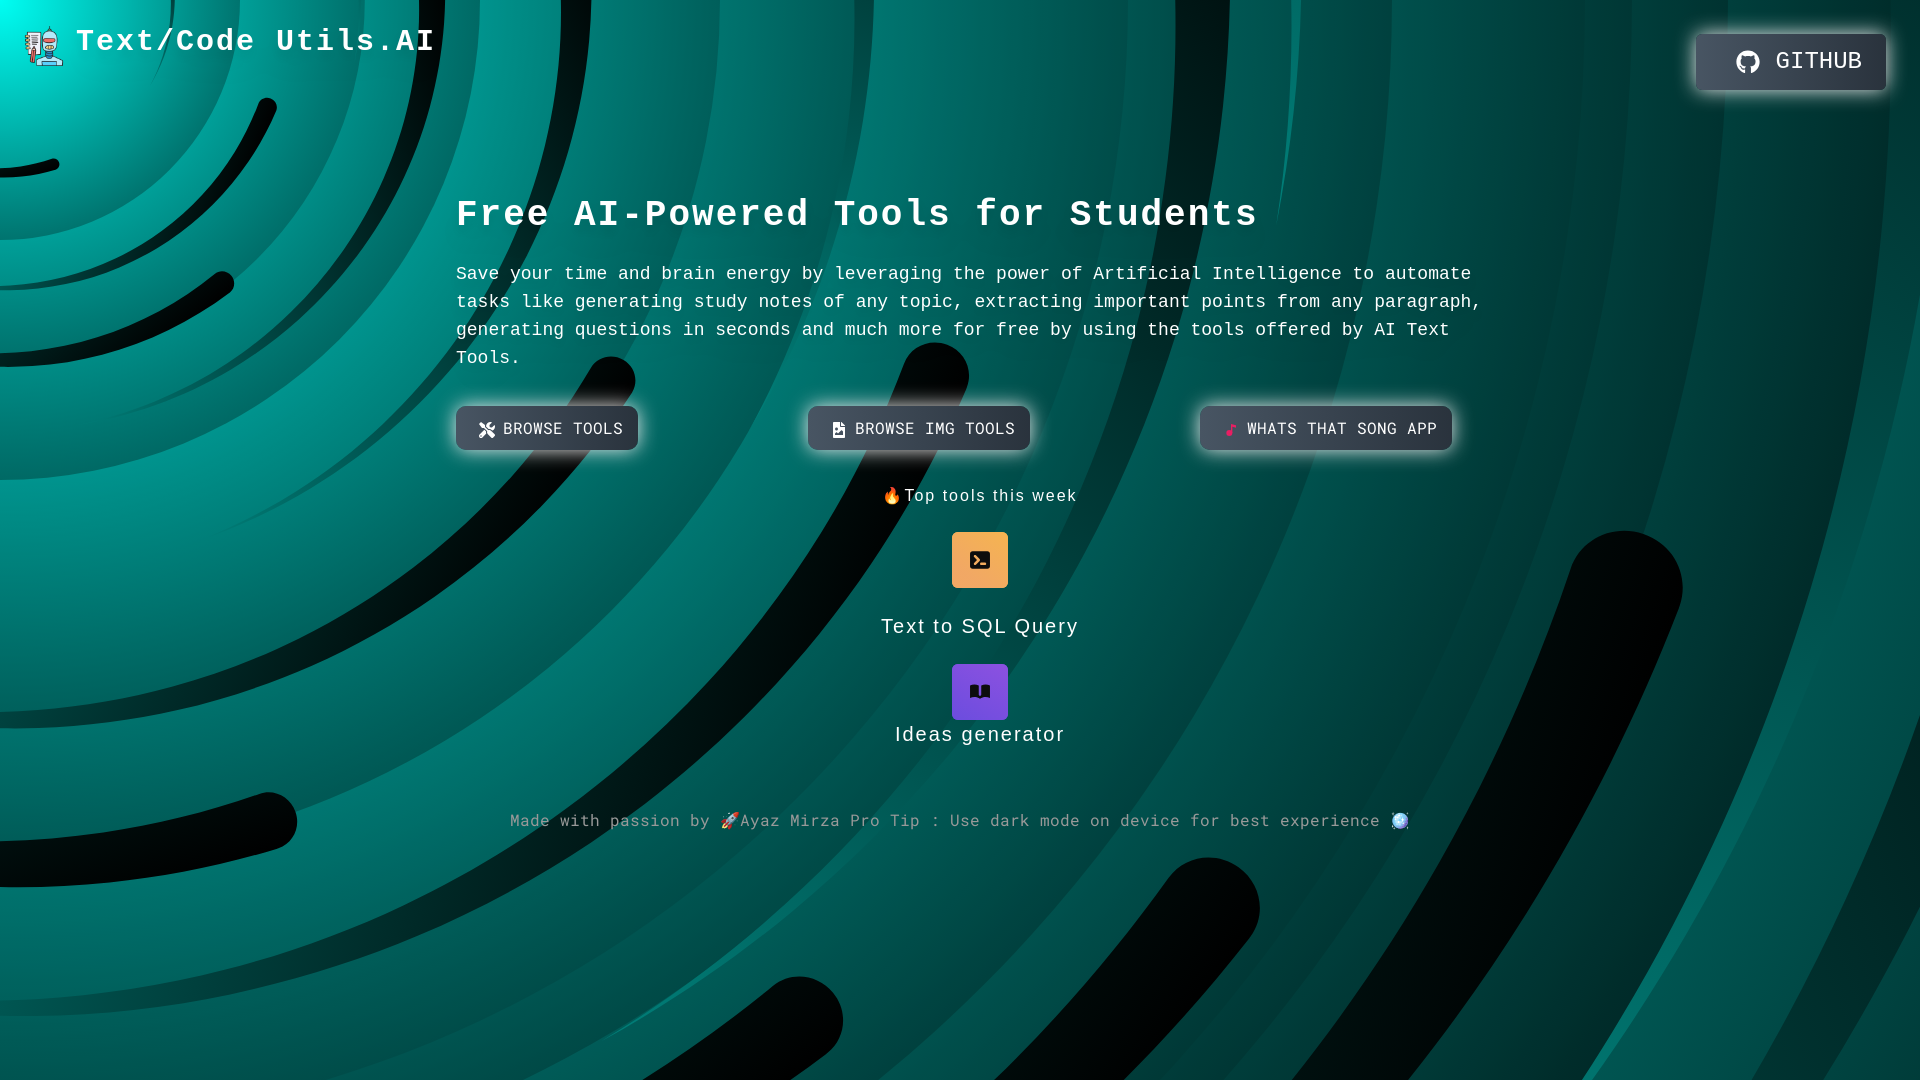 Text/Code Utils.AI
GITHUB
Free AI-Powered Tools for Students
Save your time and brain energy by leveraging the power of Artificial Intelligence to automate
tasks like generating study notes of any topic, extracting important points from any paragraph,
generating questions in seconds and much more for free by using the tools offered by AI Text
Tools.
BROWSE TOOLS
BROWSE IMG TOOLS
WHATS THAT SONG APP
🔥Top tools this week
Text to SQL Query
Ideas generator
Made with passion by 🚀Ayaz Mirza Pro Tip : Use dark mode on device for best experience 🪩